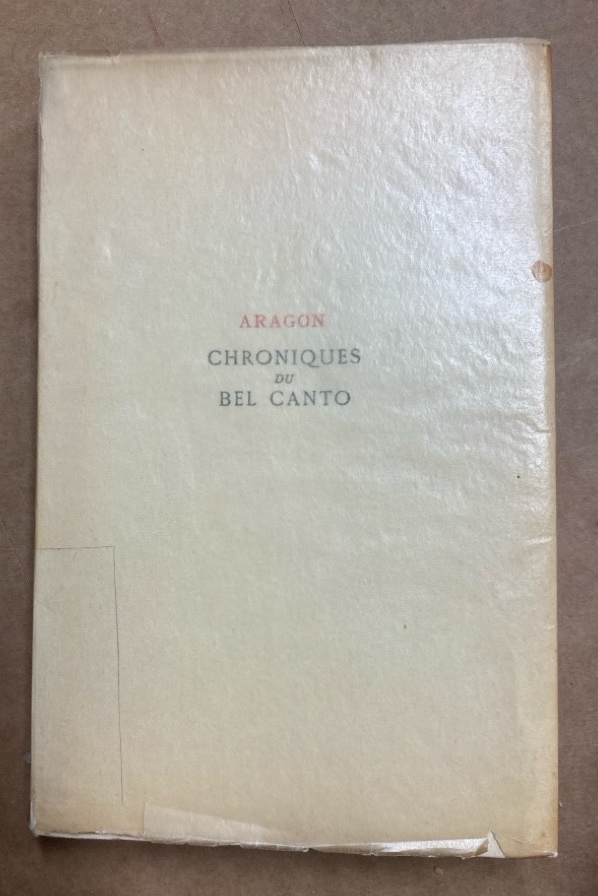 ARAGON
CHRONIQUES
DU
BEL CANTO